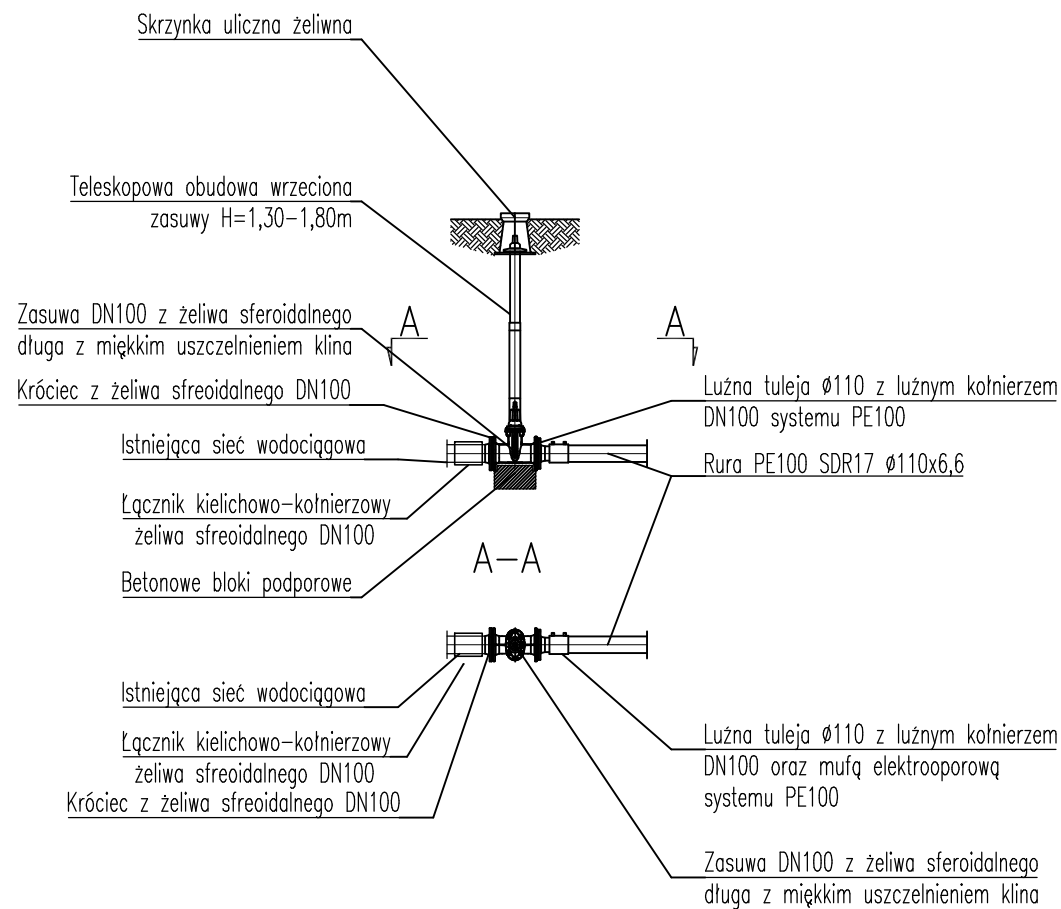 Skrzynka uliczna żeliwna
Teleskopowa obudowa wrzeciona
zasuwy H=1,30-1,80m
Zasuwa DN100 z żeliwa sferoidalnego
długa z miękkim uszczelnieniem klina
Króciec z żeliwa sfreoidalnego DN100
Istniejąca sieć wodociągowa
Łącznik kielichowo-kołnierzowy
żeliwa sfreoidalnego DN100
Betonowe bloki podporowe
A
A
Luźna tuleja Ø110 z luźnym kołnierzem
DN100 systemu PE100
Rura PE100 SDR17 Ø110x6,6
A-A
Istniejąca sieć wodociągowa
Łącznik kielichowo-kołnierzowy
żeliwa sfreoidalnego DN100
Króciec z żeliwa sfreoidalnego DN100
Luźna tuleja Ø110 z luźnym kołnierzem
DN100 oraz mufą elektrooporową
systemu PE100
Zasuwa DN100 z żeliwa sferoidalnego
długa z miękkim uszczelnieniem klina